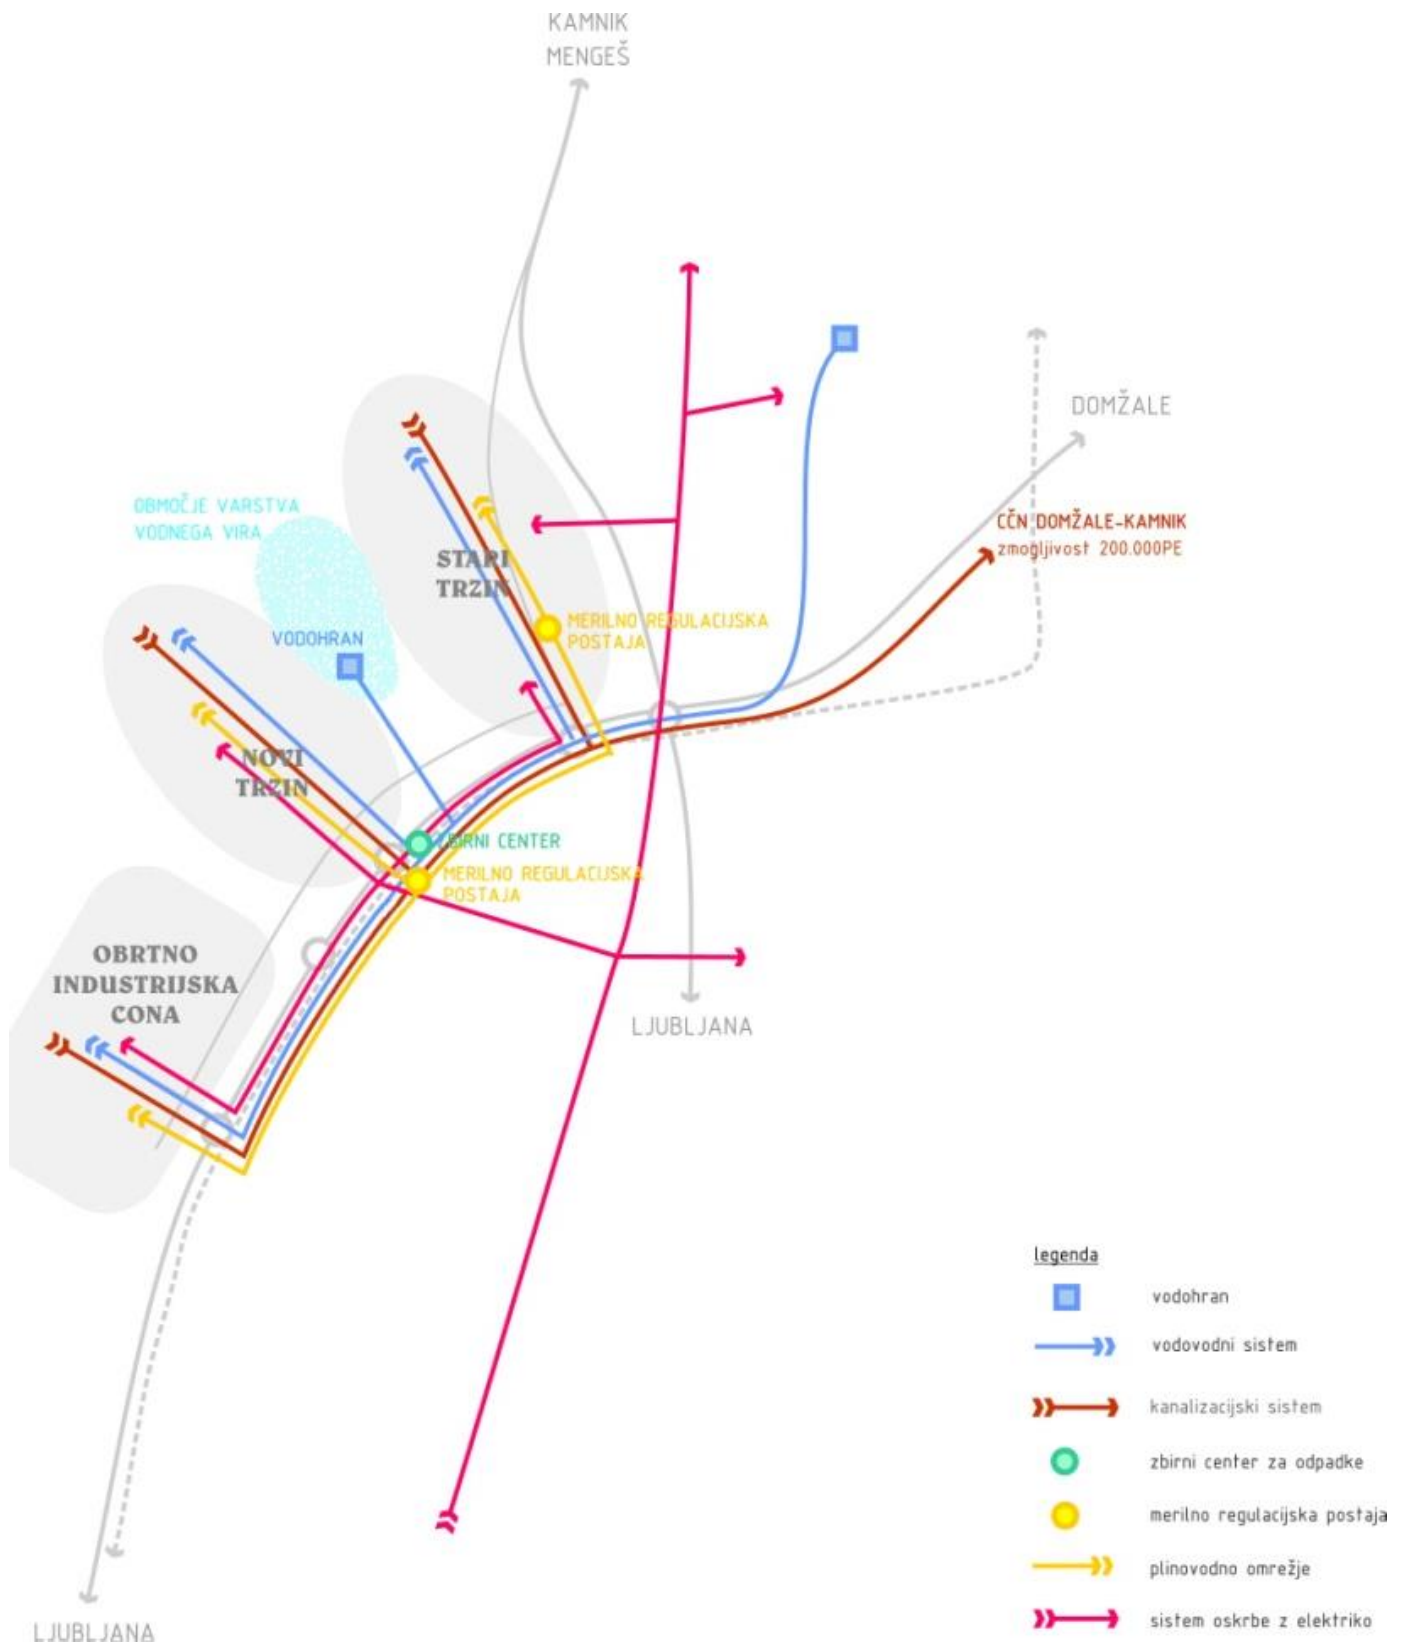 KAMNIK
MENGEŠ
DOMŽALE
OBMOČJE VARSTVA
VODNEGA VIRA
CČN DOMŽALE-KAMNIK
zmogljivost 200.000PE
STARI
TRZIN
MERILNO REGULACIJSKA
POSTAJA
VODOHRAN
NOVI
TRZIN
ZBIRNI CENTER
MERILNO REGULACIJSKA
POSTAJA
OBRTNO
INDUSTRIJSKA
CONA
LJUBLJANA
legenda
vodohran
vodovodni sistem
kanalizacijski sistem
zbirni center za odpadke
merilno regulacijska postaja
plinovodno omrežje
sistem oskrbe z elektriko
LJUBLJANA